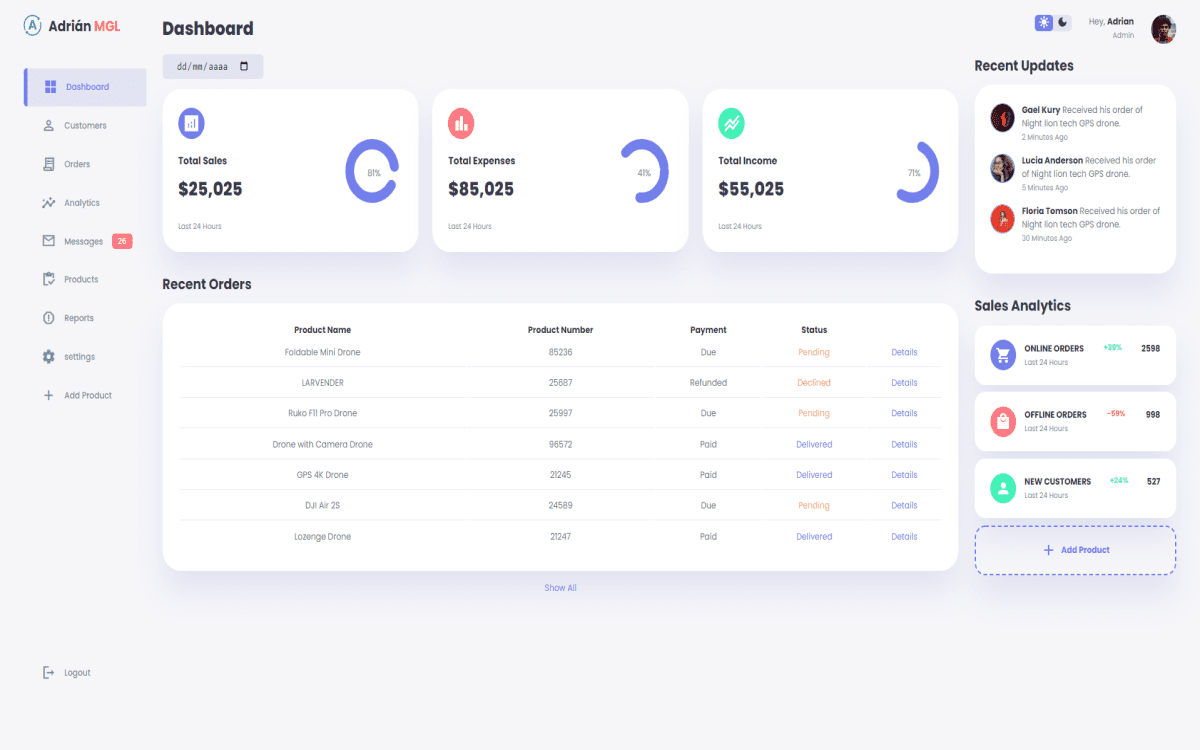 Adrián MGL
Dashboard
Customers
Orders
Analytics
Messages 26
Products
Reports
settings
Add Product
Logout
Dashboard
dd/mm/aaaa
Total Sales
$25,025
81%
Last 24 Hours
Total Expenses
$85,025
41%
Last 24 Hours
Total Income
$55,025
71%
Last 24 Hours
Recent Orders
Product Name Product Number Payment Status
Foldable Mini Drone 85236 Due Pending Details
LARVENDER 25687 Refunded Declined Details
Ruko F11 Pro Drone 25997 Due Pending Details
Drone with Camera Drone 96572 Paid Delivered Details
GPS 4K Drone 21245 Paid Delivered Details
DJI Air 2S 24589 Due Pending Details
Lozenge Drone 21247 Paid Delivered Details
Show All
Hey, Adrian
Admin
Recent Updates
Gael Kury Received his order of
Night lion tech GPS drone.
2 Minutes Ago
Lucia Anderson Received his order
of Night lion tech GPS drone.
5 Minutes Ago
Floria Tomson Received his order of
Night lion tech GPS drone.
30 Minutes Ago
Sales Analytics
ONLINE ORDERS +39% 2598
Last 24 Hours
OFFLINE ORDERS -59% 998
Last 24 Hours
NEW CUSTOMERS +24% 527
Last 24 Hours
Add Product